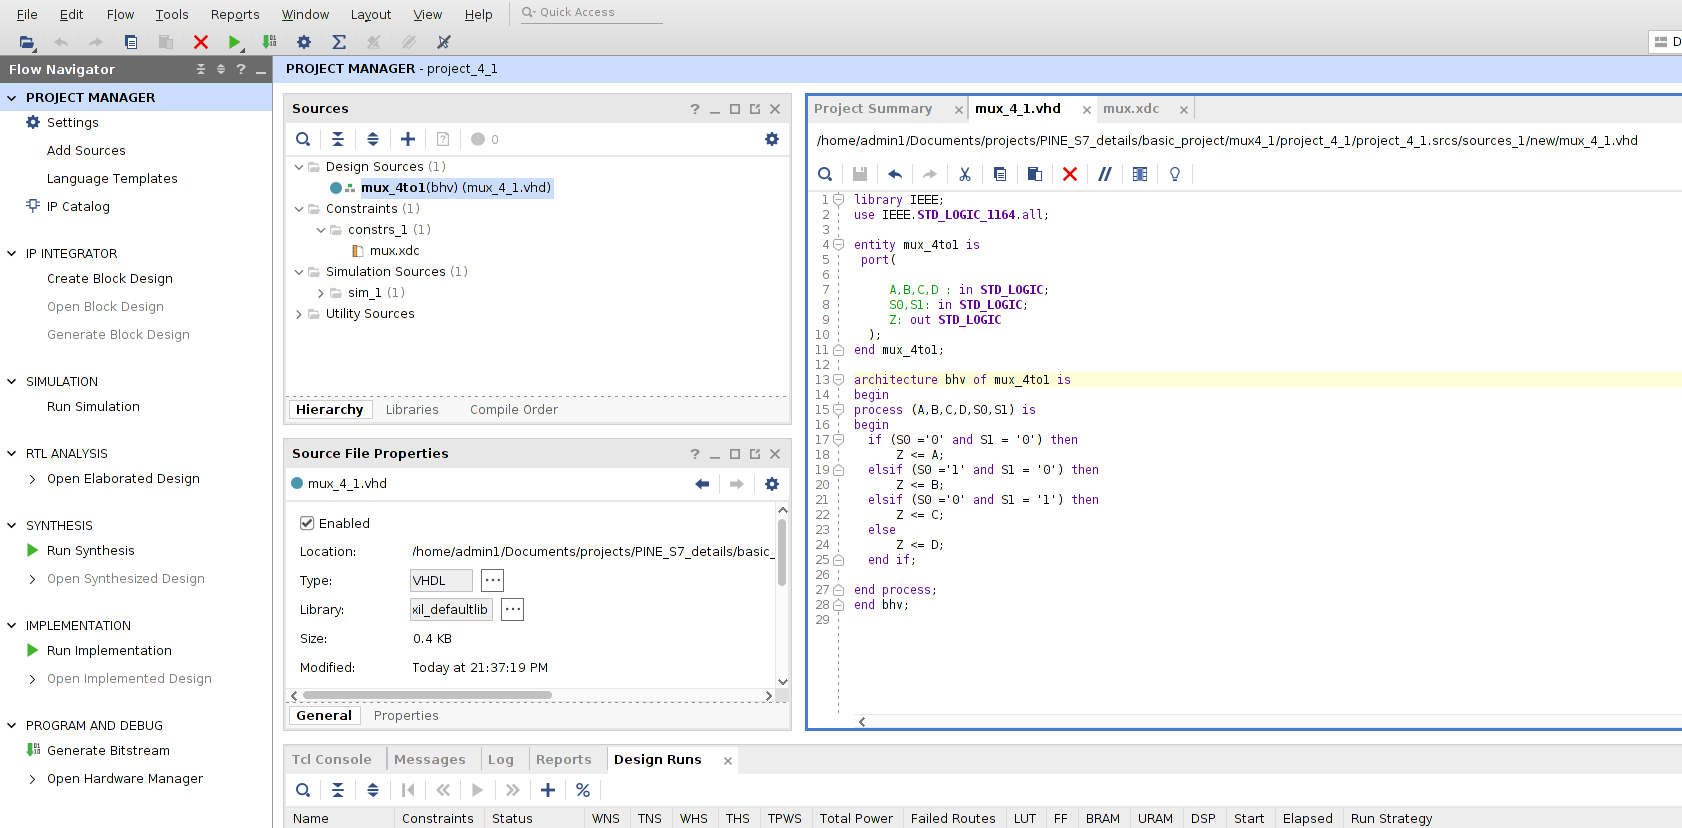 File Edit Flow Tools Reports Window Layout View Help Quick Access
Flow Navigator
PROJECT MANAGER
Settings
Add Sources
Language Templates
IP Catalog
IP INTEGRATOR
Create Block Design
Open Block Design
Generate Block Design
SIMULATION
Run Simulation
RTL ANALYSIS
Open Elaborated Design
SYNTHESIS
Run Synthesis
Open Synthesized Design
IMPLEMENTATION
Run Implementation
Open Implemented Design
PROGRAM AND DEBUG
Generate Bitstream
Open Hardware Manager
PROJECT MANAGER - project_4_1
Sources
0
Design Sources (1)
mux_4to1(bhv) (mux_4_1.vhd)
Constraints (1)
constrs_1 (1)
mux.xdc
Simulation Sources (1)
sim_1 (1)
Utility Sources
Hierarchy Libraries Compile Order
Source File Properties
mux_4_1.vhd
Enabled
Location: /home/admin1/Documents/projects/PINE_S7_details/basic_
Type: VHDL
Library: xil_defaultlib
Size: 0.4 KB
Modified: Today at 21:37:19 PM
General Properties
Project Summary mux_4_1.vhd mux.xdc
/home/admin1/Documents/projects/PINE_S7_details/basic_project/mux4_1/project_4_1/project_4_1.srcs/sources_1/new/mux_4_1.vhd
1 library IEEE;
2 use IEEE.STD_LOGIC_1164.all;
3
4 entity mux_4to1 is
5 port(
6
7 A,B,C,D : in STD_LOGIC;
8 S0,S1: in STD_LOGIC;
9 Z: out STD_LOGIC
10 );
11 end mux_4to1;
12
13 architecture bhv of mux_4to1 is
14 begin
15 process (A,B,C,D,S0,S1) is
16 begin
17 if (S0 ='0' and S1 = '0') then
18 Z <= A;
19 elsif (S0 ='1' and S1 = '0') then
20 Z <= B;
21 elsif (S0 ='0' and S1 = '1') then
22 Z <= C;
23 else
24 Z <= D;
25 end if;
26
27 end process;
28 end bhv;
29
Tcl Console Messages Log Reports Design Runs
Name Constraints Status WNS TNS WHS THS TPWS Total Power Failed Routes LUT FF BRAM URAM DSP Start Elapsed Run Strategy